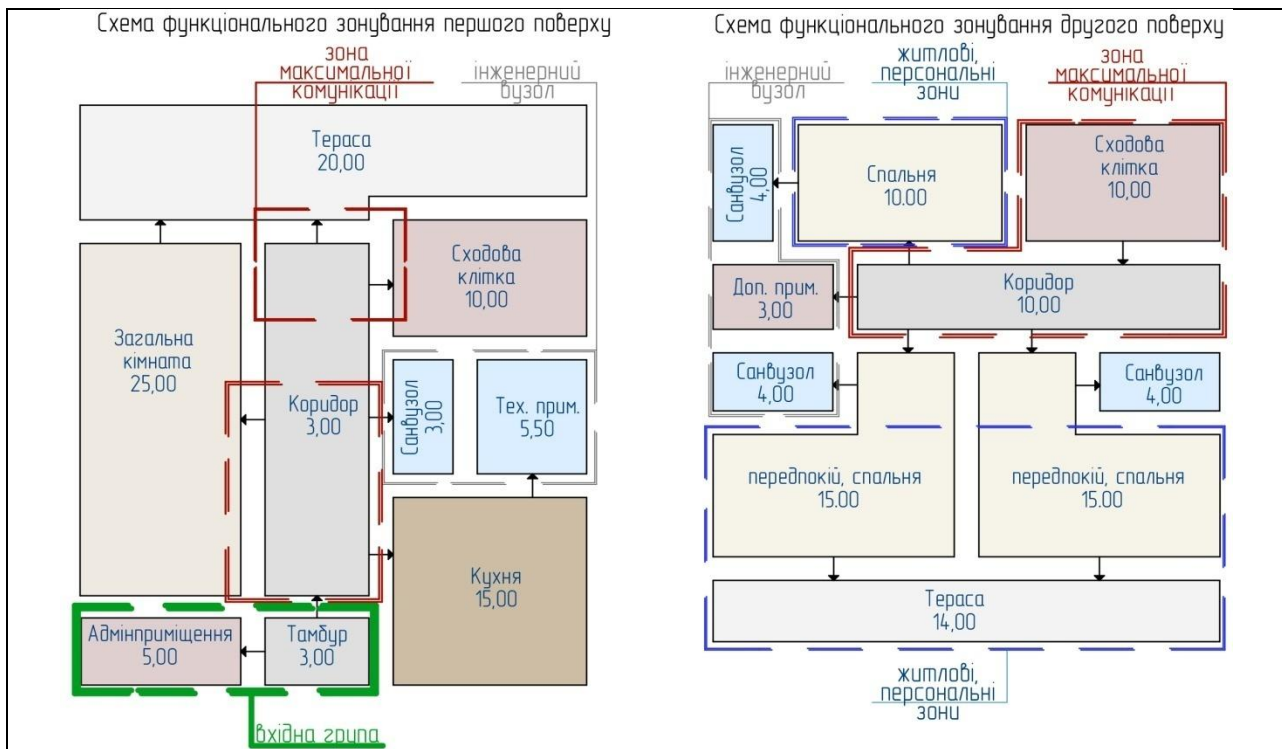 Схема функціонального зонування першого поверху
зона
максимальної
комунікації
інженерний
вузол
Тераса
20,00
Сходова
клітка
10,00
Загальна
кімната
25,00
Коридор
3,00
Санвузол
3,00
Тех. прим.
5,50
Кухня
15,00
Адмінприміщення
5,00
Тамбур
3,00
вхідна група
Схема функціонального зонування другого поверху
інженерний
вузол
житлові,
персональні
зони
зона
максимальної
комунікації
Санвузол
4,00
Спальня
10.00
Сходова
клітка
10,00
Доп. прим.
3,00
Коридор
10,00
Санвузол
4,00
Санвузол
4,00
передпокій, спальня
15.00
передпокій, спальня
15.00
Тераса
14,00
житлові,
персональні
зони